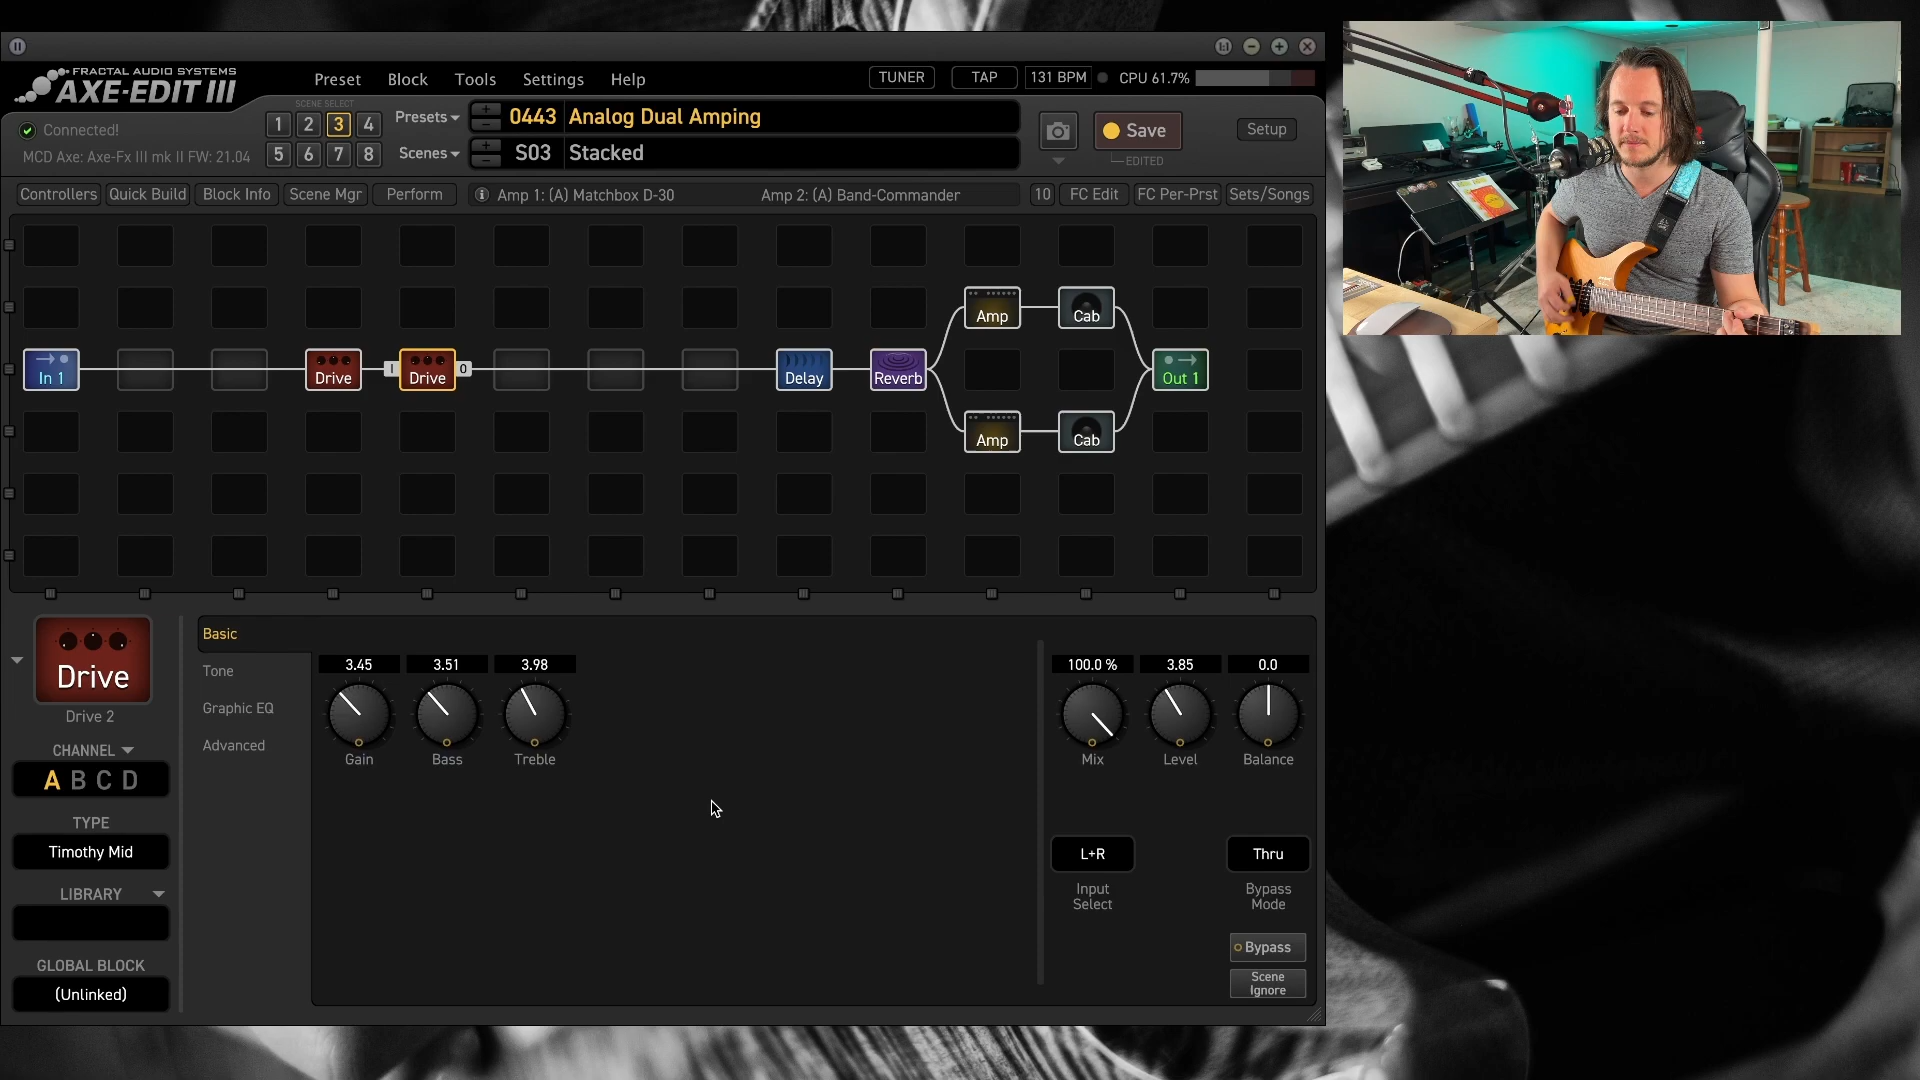 FRACTAL AUDIO SYSTEMS
AXE-EDIT III
Preset Block Tools Settings Help
TUNER TAP 131 BPM CPU 61.7%
SCENE SELECT
1 2 3 4
5 6 7 8
Connected!
MCD Axe: Axe-Fx III mk II FW: 21.04
Presets + − 0443 Analog Dual Amping
Scenes + − S03 Stacked
Save
EDITED
Setup
Controllers Quick Build Block Info Scene Mgr Perform Amp 1: (A) Matchbox D-30 Amp 2: (A) Band-Commander 10 FC Edit FC Per-Prst Sets/Songs
Amp Cab
In 1 Drive I Drive O Delay Reverb Out 1
Amp Cab
Drive
Drive 2
CHANNEL
A B C D
TYPE
Timothy Mid
LIBRARY
GLOBAL BLOCK
(Unlinked)
Basic
Tone
Graphic EQ
Advanced
3.45 3.51 3.98
Gain Bass Treble
100.0 % 3.85 0.0
Mix Level Balance
L+R Thru
Input Select
Bypass Mode
Bypass
Scene Ignore